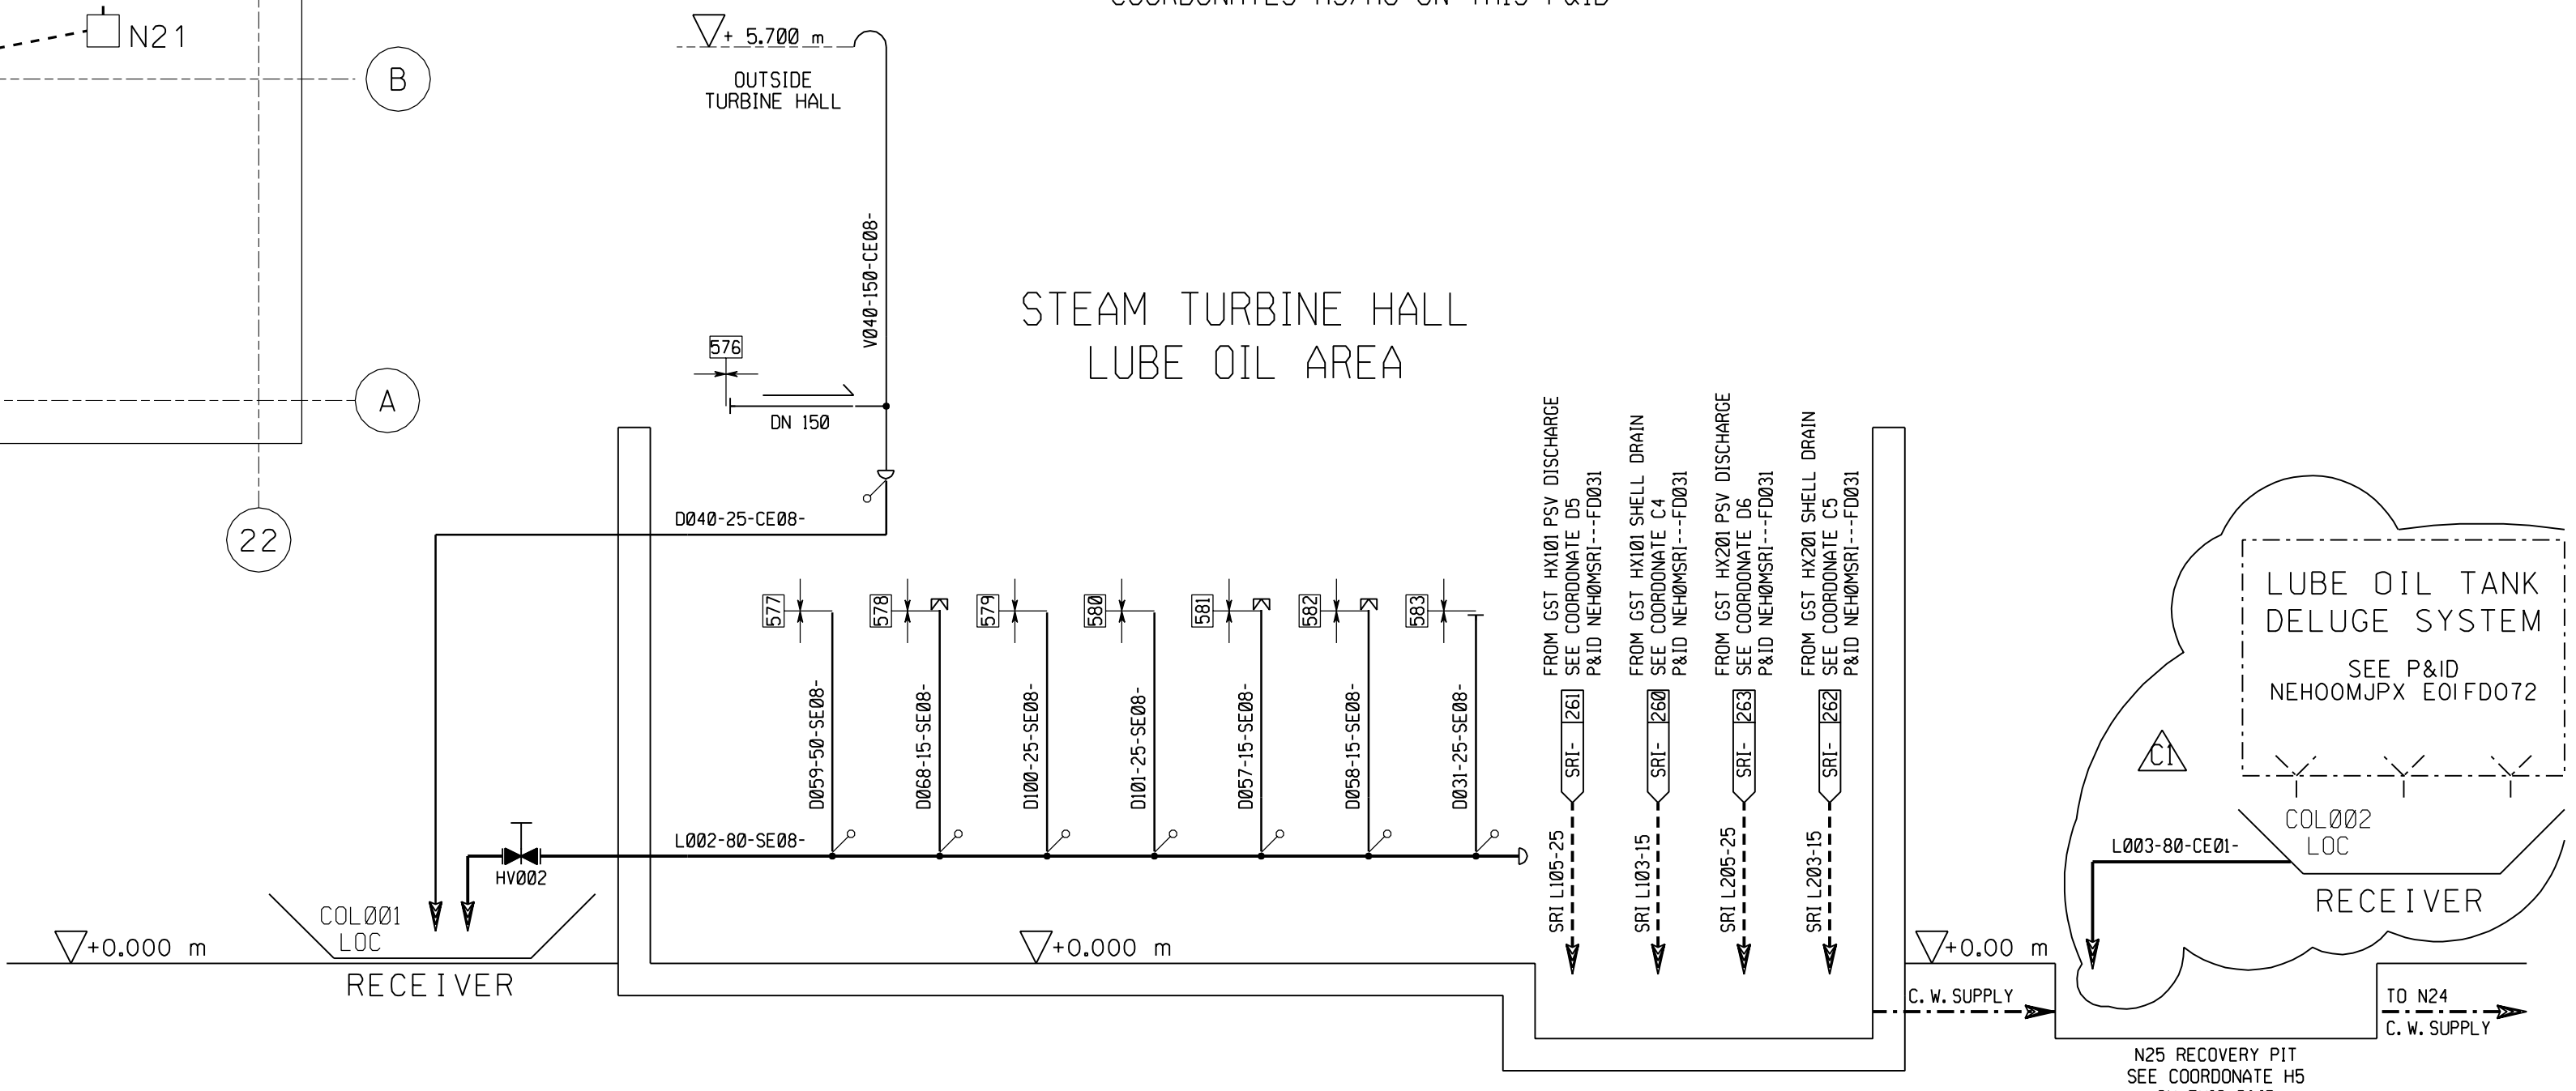 N21
B
A
22
+ 5.700 m
OUTSIDE
TURBINE HALL
V040-150-CE08-
576
DN 150
STEAM TURBINE HALL
LUBE OIL AREA
D040-25-CE08-
577
578
579
580
581
582
583
D059-50-SE08-
D068-15-SE08-
D100-25-SE08-
D101-25-SE08-
D057-15-SE08-
D058-15-SE08-
D031-25-SE08-
L002-80-SE08-
HV002
COL001
LOC
RECEIVER
+0.000 m
+0.000 m
FROM GST HX101 PSV DISCHARGE
SEE COORDONATE D5
P&ID NEH0MSRI---FD031
261
SRI-
SRI L105-25
FROM GST HX101 SHELL DRAIN
SEE COORDONATE C4
P&ID NEH0MSRI---FD031
260
SRI-
SRI L103-15
FROM GST HX201 PSV DISCHARGE
SEE COORDONATE D6
P&ID NEH0MSRI---FD031
263
SRI-
SRI L205-25
FROM GST HX201 SHELL DRAIN
SEE COORDONATE C5
P&ID NEH0MSRI---FD031
262
SRI-
SRI L203-15
LUBE OIL TANK
DELUGE SYSTEM
SEE P&ID
NEH00MJPX E01FD072
C1
COL002
LOC
L003-80-CE01-
RECEIVER
+0.00 m
C.W.SUPPLY
TO N24
C.W.SUPPLY
N25 RECOVERY PIT
SEE COORDONATE H5